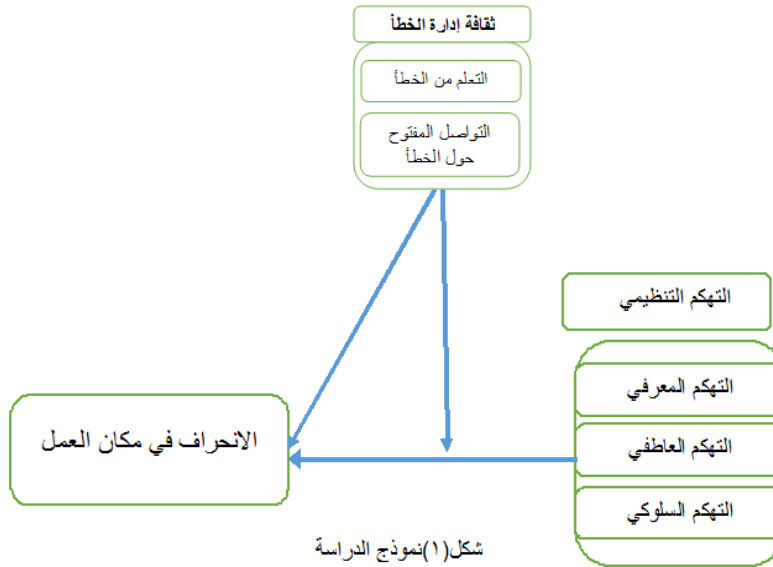 ثقافة إدارة الخطأ
التعلم من الخطأ
التواصل المفتوح
حول الخطأ
التهكم التنظيمي
التهكم المعرفي
التهكم العاطفي
التهكم السلوكي
الانحراف في مكان العمل
شكل(١)نموذج الدراسة